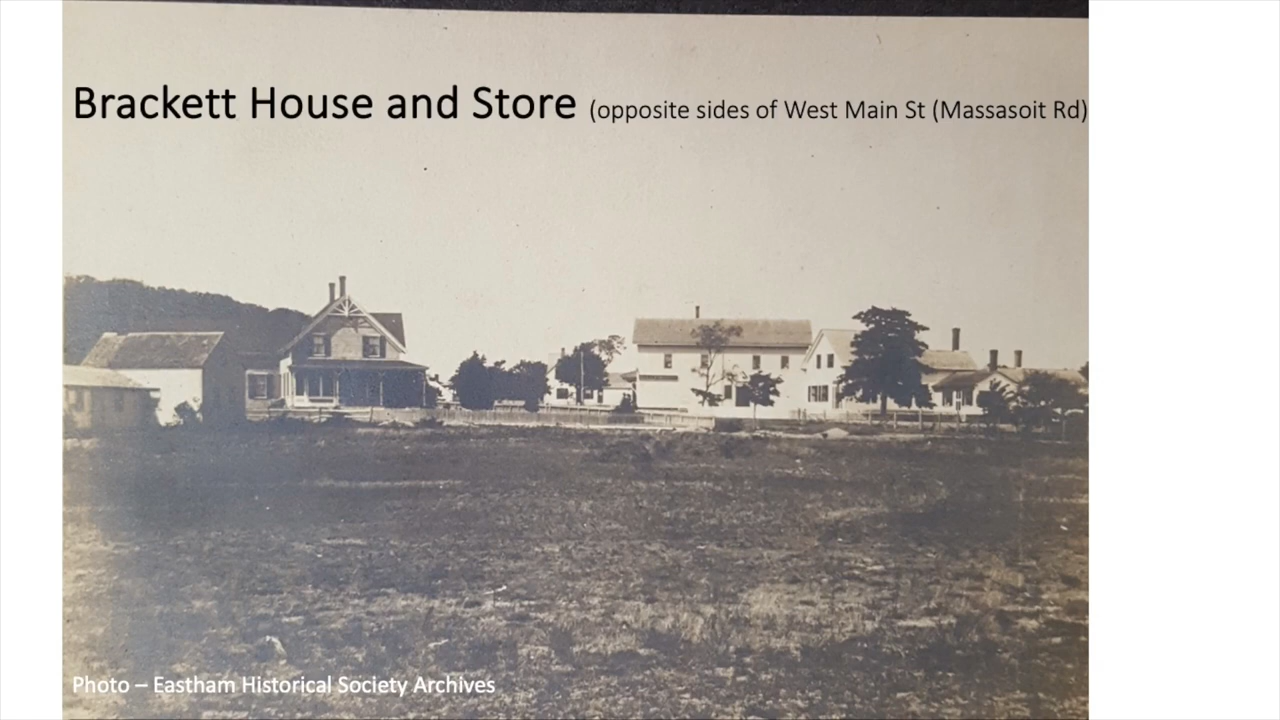 Brackett House and Store (opposite sides of West Main St (Massasoit Rd)
Photo – Eastham Historical Society Archives